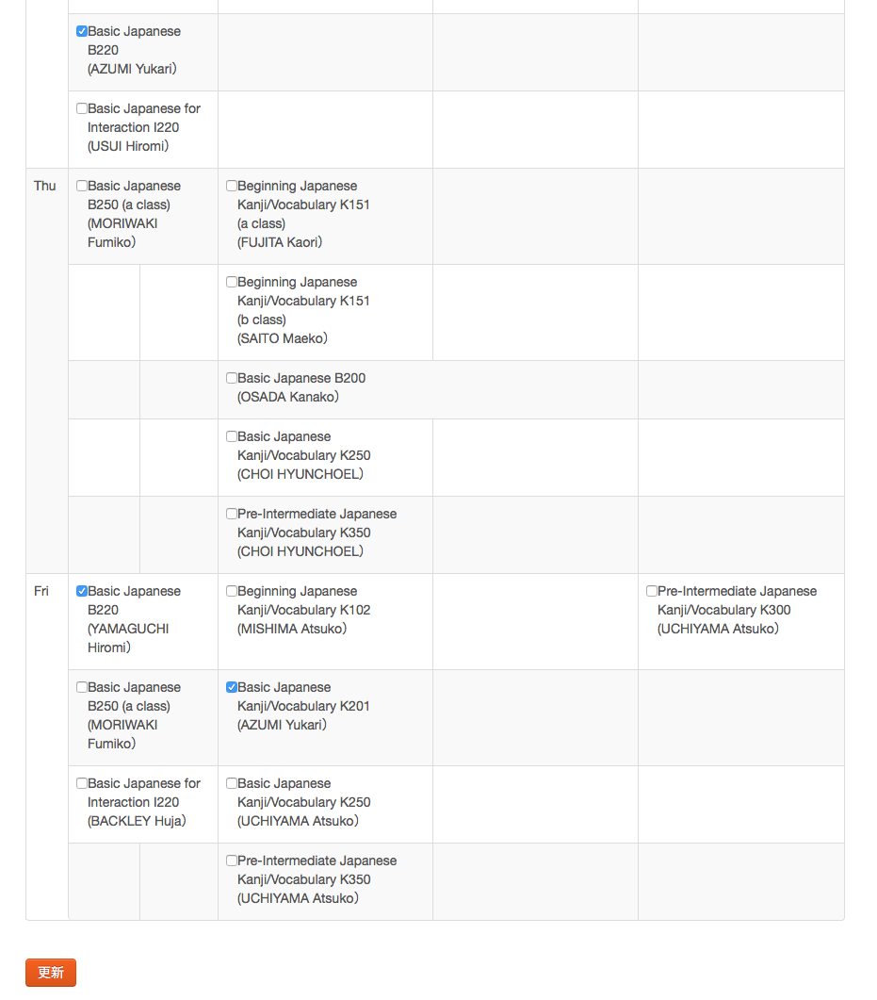 Basic Japanese
B220
(AZUMI Yukari）
Basic Japanese for
Interaction I220
(USUI Hiromi）
Thu
Basic Japanese
B250 (a class)
(MORIWAKI
Fumiko）
Beginning Japanese
Kanji/Vocabulary K151
(a class)
(FUJITA Kaori）
Beginning Japanese
Kanji/Vocabulary K151
(b class)
(SAITO Maeko）
Basic Japanese B200
(OSADA Kanako）
Basic Japanese
Kanji/Vocabulary K250
(CHOI HYUNCHOEL）
Pre-Intermediate Japanese
Kanji/Vocabulary K350
(CHOI HYUNCHOEL）
Fri
Basic Japanese
B220
(YAMAGUCHI
Hiromi）
Beginning Japanese
Kanji/Vocabulary K102
(MISHIMA Atsuko）
Pre-Intermediate Japanese
Kanji/Vocabulary K300
(UCHIYAMA Atsuko）
Basic Japanese
B250 (a class)
(MORIWAKI
Fumiko）
Basic Japanese
Kanji/Vocabulary K201
(AZUMI Yukari）
Basic Japanese for
Interaction I220
(BACKLEY Huja）
Basic Japanese
Kanji/Vocabulary K250
(UCHIYAMA Atsuko）
Pre-Intermediate Japanese
Kanji/Vocabulary K350
(UCHIYAMA Atsuko）
更新